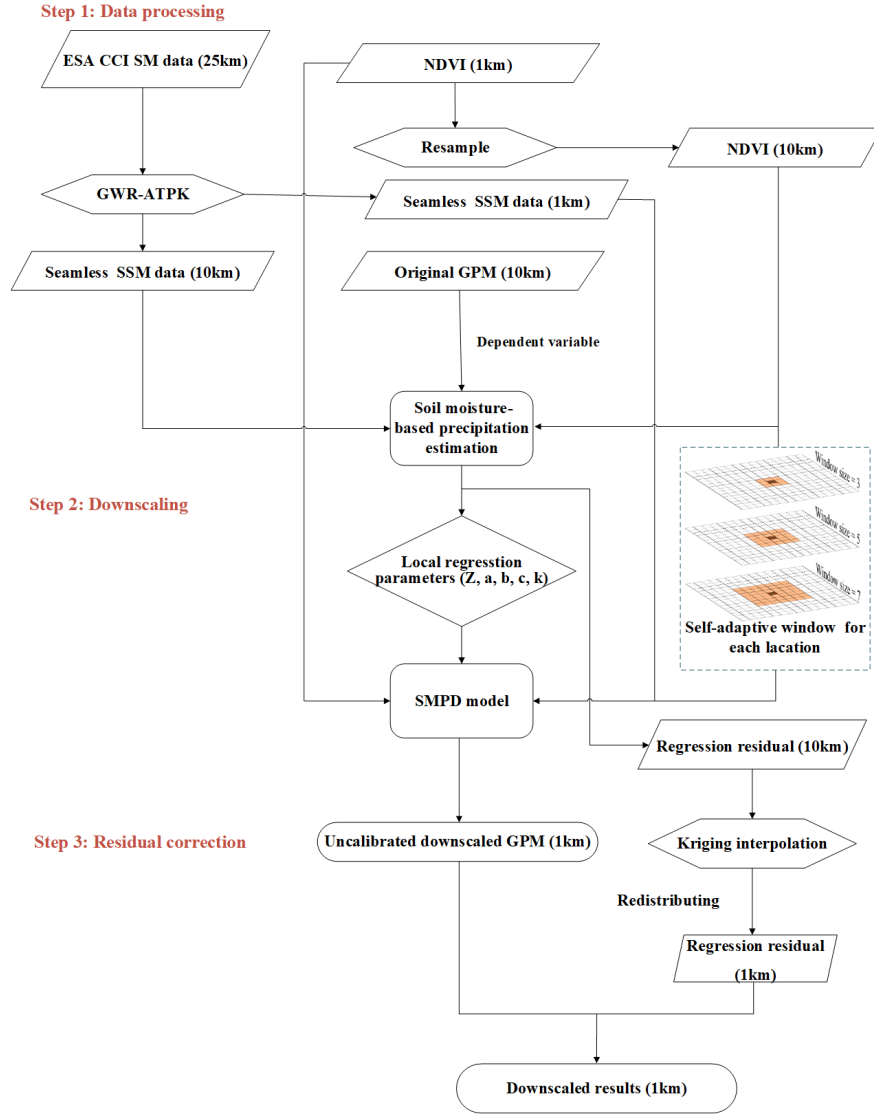 Step 1: Data processing
ESA CCI SM data (25km)
NDVI (1km)
Resample
NDVI (10km)
GWR-ATPK
Seamless SSM data (1km)
Seamless SSM data (10km)
Original GPM (10km)
Dependent variable
Soil moisture-
based precipitation
estimation
Window size = 3
Window size = 5
Window size = 7
Self-adaptive window for
each lacation
Step 2: Downscaling
Local regrsstion
parameters (Z, a, b, c, k)
SMPD model
Regression residual (10km)
Step 3: Residual correction
Uncalibrated downscaled GPM (1km)
Kriging interpolation
Redistributing
Regression residual
(1km)
Downscaled results (1km)